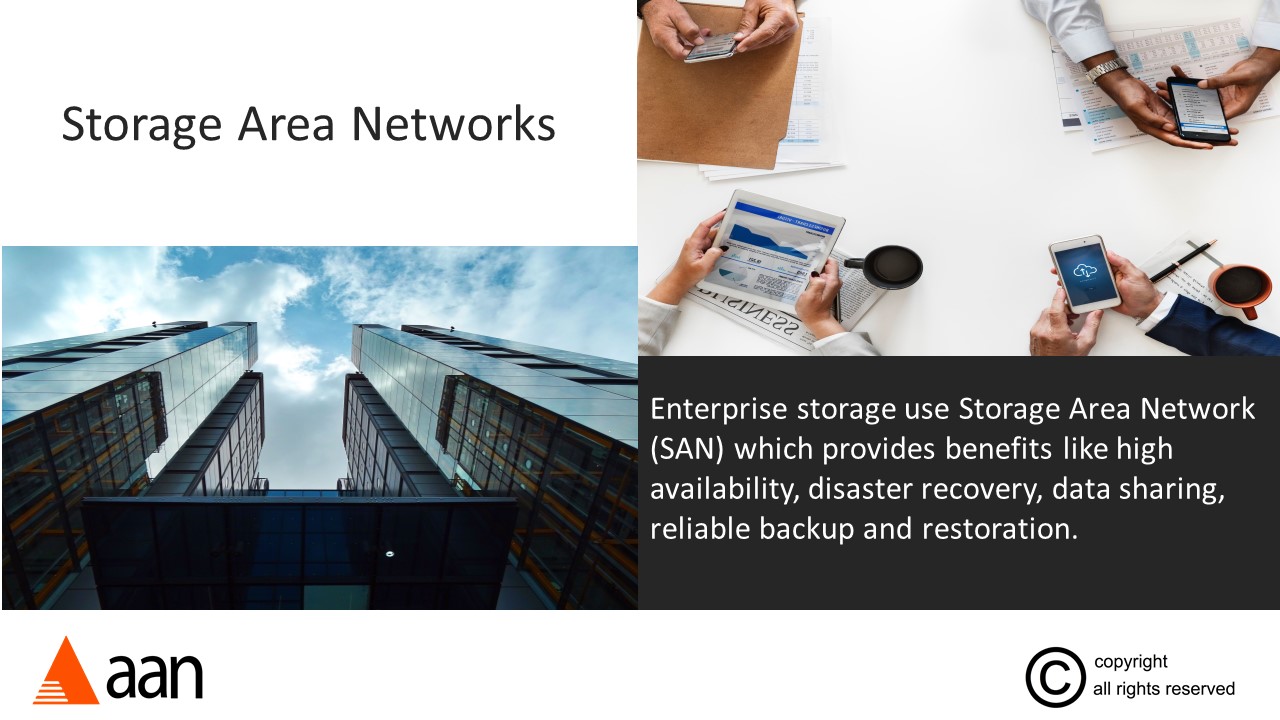 Storage Area Networks
BUSINESS
Enterprise storage use Storage Area Network
(SAN) which provides benefits like high
availability, disaster recovery, data sharing,
reliable backup and restoration.
aan
copyright
all rights reserved